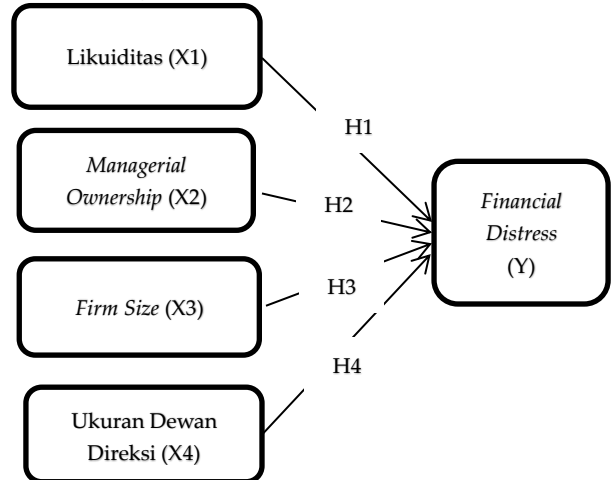 Likuiditas (X1)
H1
Managerial
Ownership (X2)
H2
Financial
Distress
(Y)
Firm Size (X3)
H3
H4
Ukuran Dewan
Direksi (X4)